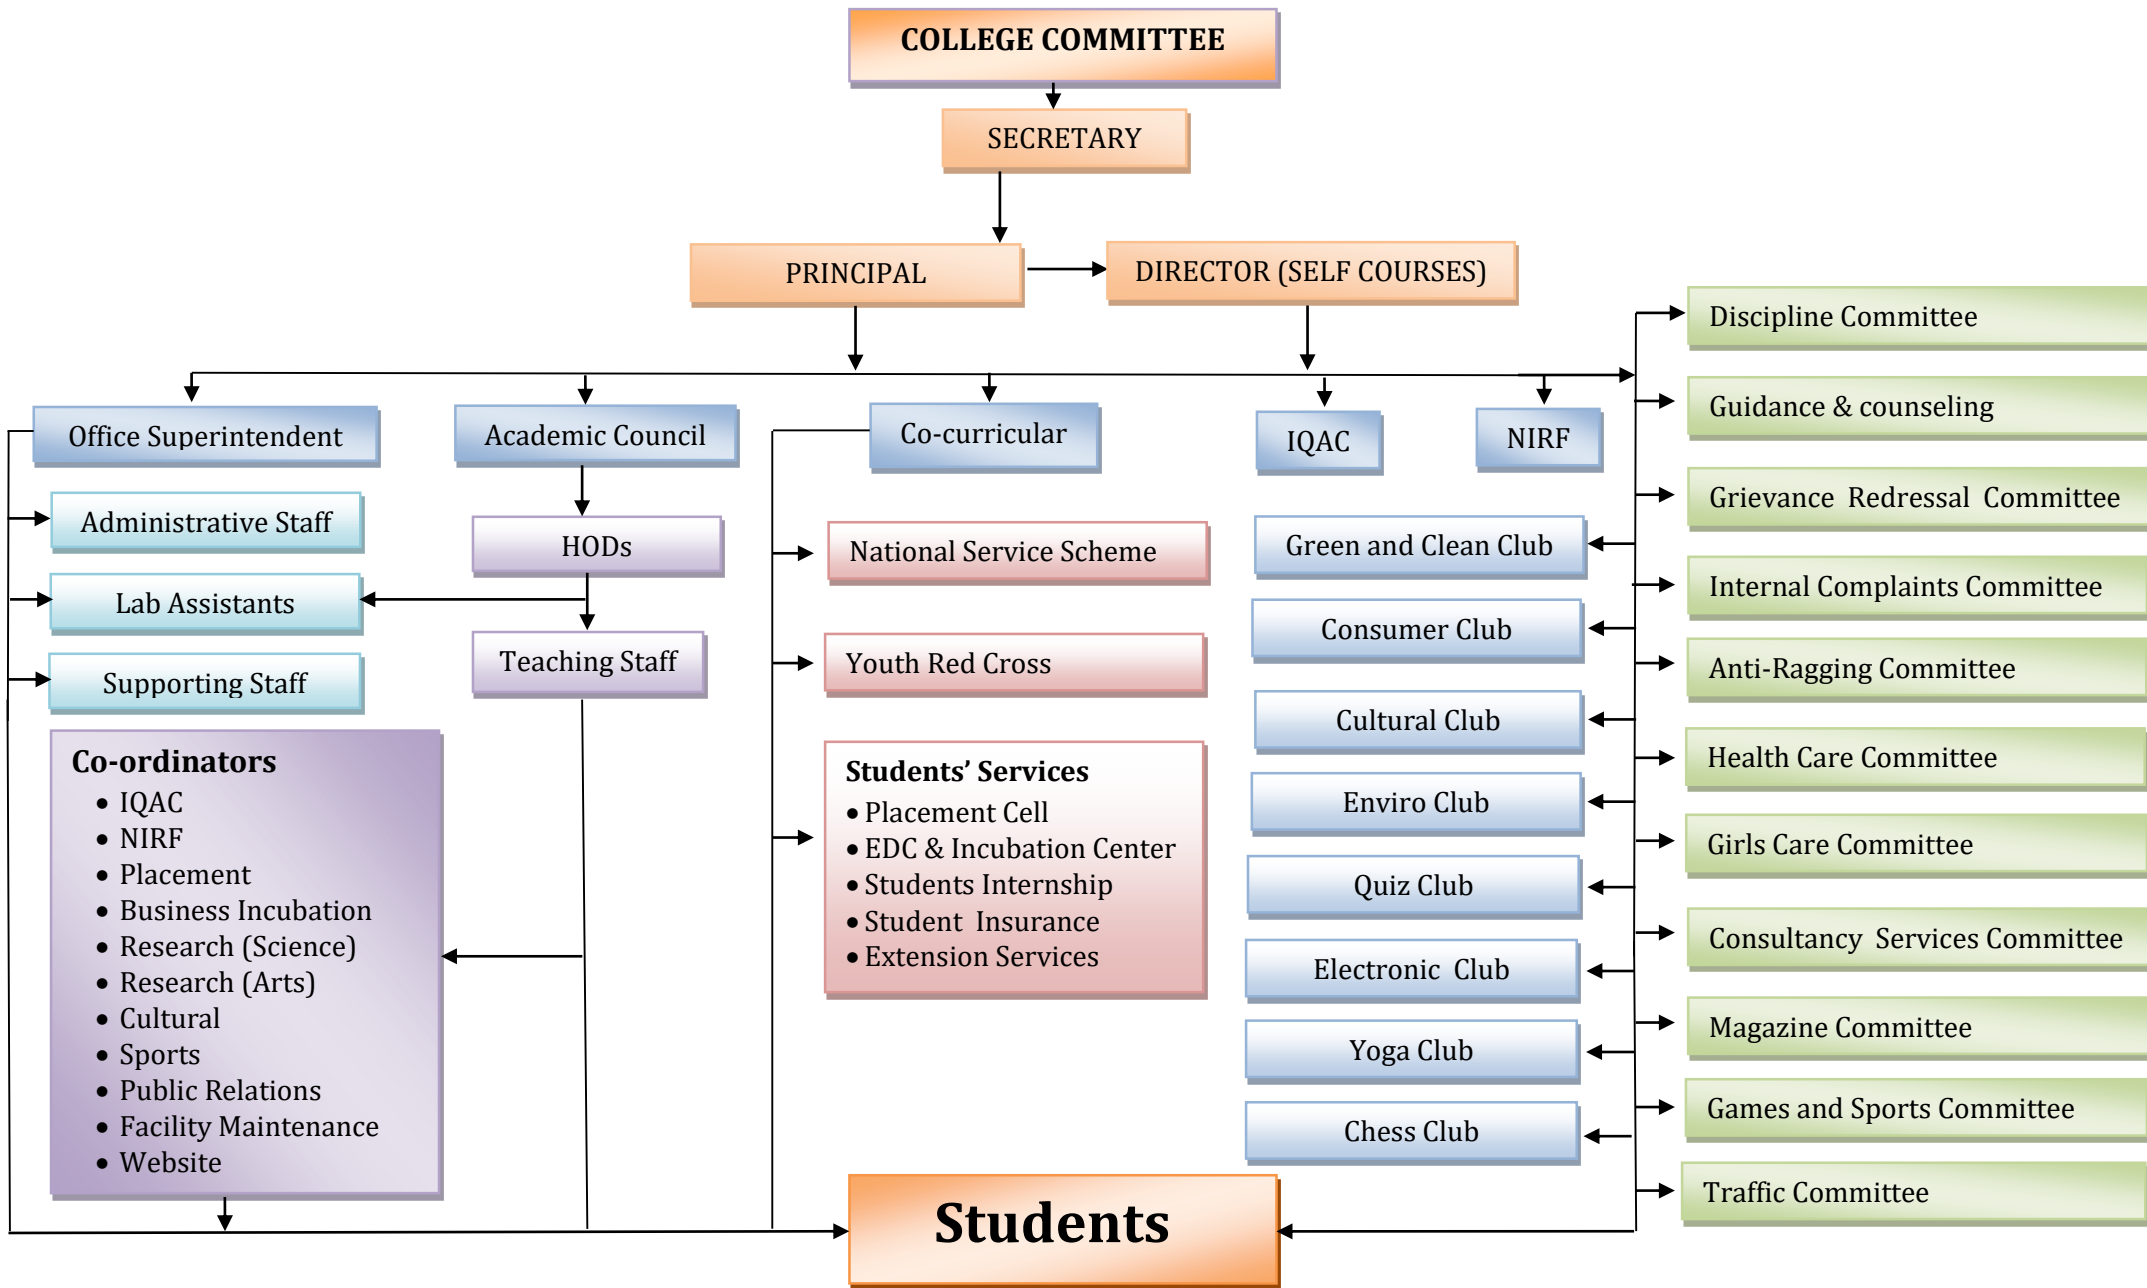 COLLEGE COMMITTEE
SECRETARY
PRINCIPAL
DIRECTOR (SELF COURSES)
Office Superintendent
Academic Council
Co-curricular
IQAC
NIRF
Administrative Staff
Lab Assistants
Supporting Staff
HODs
Teaching Staff
Co-ordinators
• IQAC
• NIRF
• Placement
• Business Incubation
• Research (Science)
• Research (Arts)
• Cultural
• Sports
• Public Relations
• Facility Maintenance
• Website
National Service Scheme
Youth Red Cross
Students’ Services
• Placement Cell
• EDC & Incubation Center
• Students Internship
• Student Insurance
• Extension Services
Green and Clean Club
Consumer Club
Cultural Club
Enviro Club
Quiz Club
Electronic Club
Yoga Club
Chess Club
Discipline Committee
Guidance & counseling
Grievance Redressal Committee
Internal Complaints Committee
Anti-Ragging Committee
Health Care Committee
Girls Care Committee
Consultancy Services Committee
Magazine Committee
Games and Sports Committee
Traffic Committee
Students